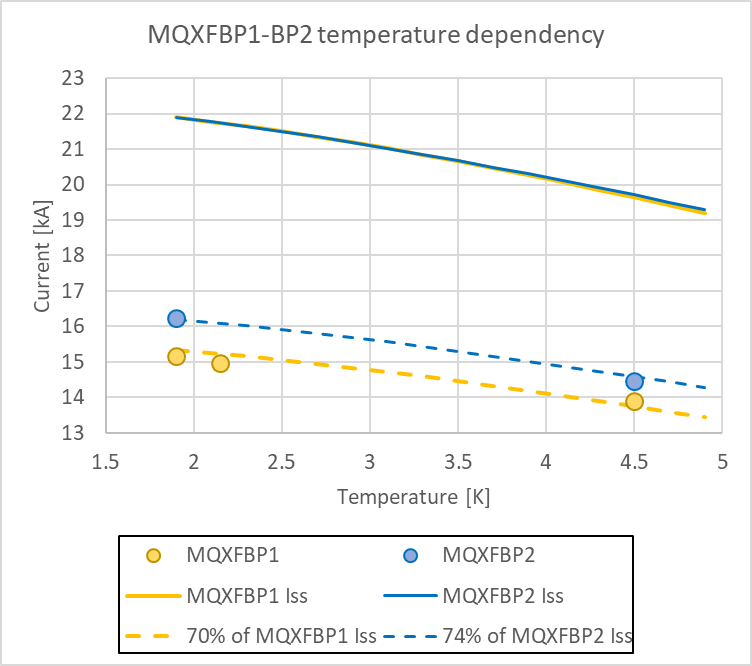 MQXFBP1-BP2 temperature dependency
23
22
21
20
19
18
17
16
15
14
13
Current [kA]
1.5 2 2.5 3 3.5 4 4.5 5
Temperature [K]
MQXFBP1 MQXFBP2
MQXFBP1 Iss MQXFBP2 Iss
70% of MQXFBP1 Iss 74% of MQXFBP2 Iss